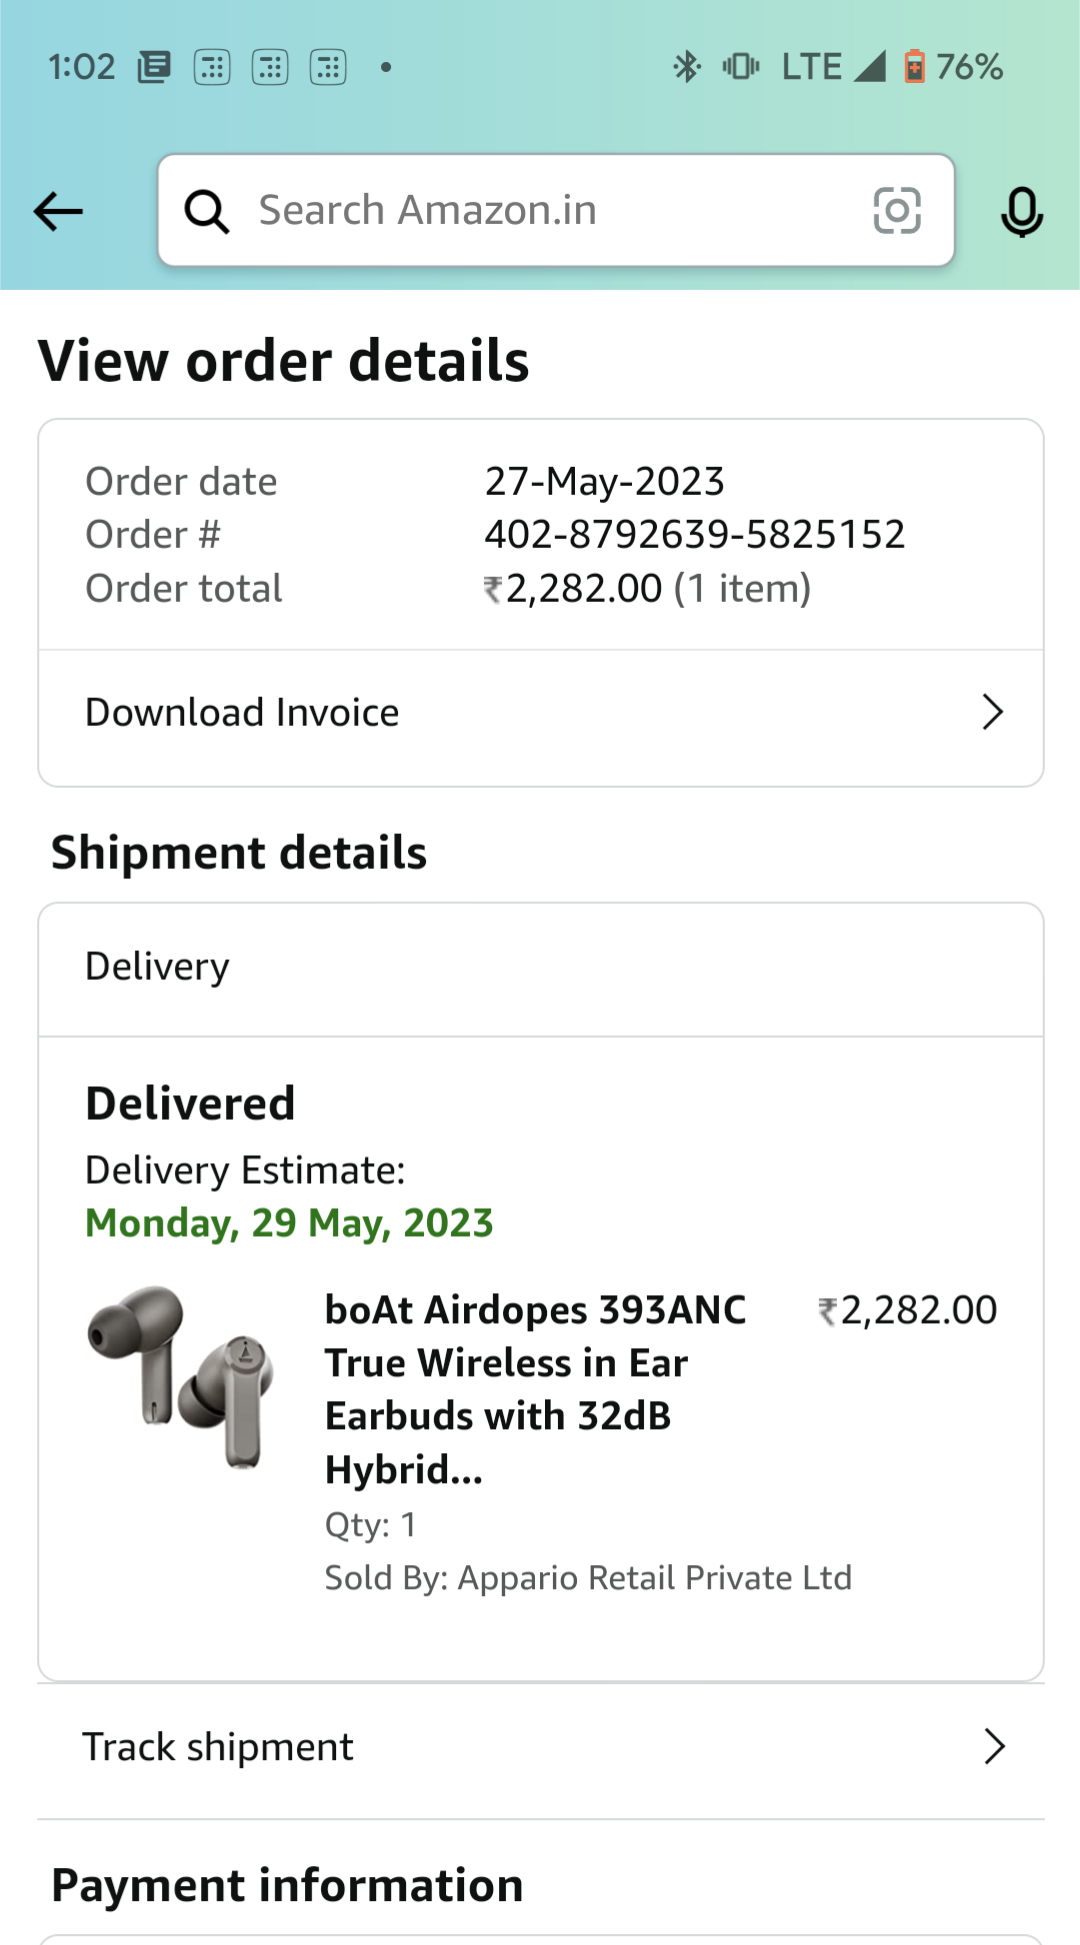 1:02 LTE 76%
Search Amazon.in
View order details
Order date 27-May-2023
Order # 402-8792639-5825152
Order total ₹2,282.00 (1 item)
Download Invoice
Shipment details
Delivery
Delivered
Delivery Estimate:
Monday, 29 May, 2023
boAt Airdopes 393ANC ₹2,282.00
True Wireless in Ear
Earbuds with 32dB
Hybrid...
Qty: 1
Sold By: Appario Retail Private Ltd
Track shipment
Payment information